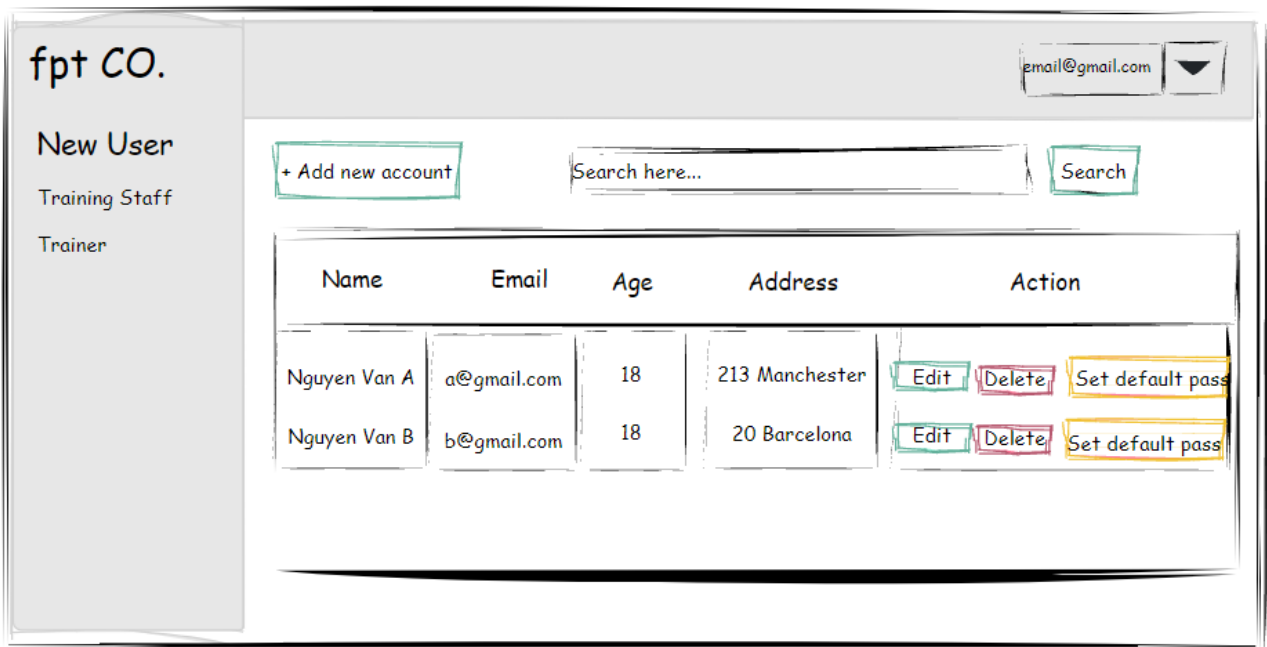 fpt CO.
email@gmail.com
New User
Training Staff
Trainer
+ Add new account
Search here...
Search
Name Email Age Address Action
Nguyen Van A a@gmail.com 18 213 Manchester Edit Delete Set default pass
Nguyen Van B b@gmail.com 18 20 Barcelona Edit Delete Set default pass